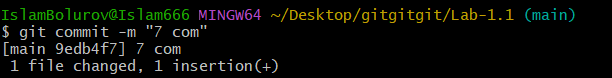 IslamBolurov@Islam666 MINGW64 ~/Desktop/gitgitgit/Lab-1.1 (main)
$ git commit -m "7 com"
[main 9edb4f7] 7 com
 1 file changed, 1 insertion(+)